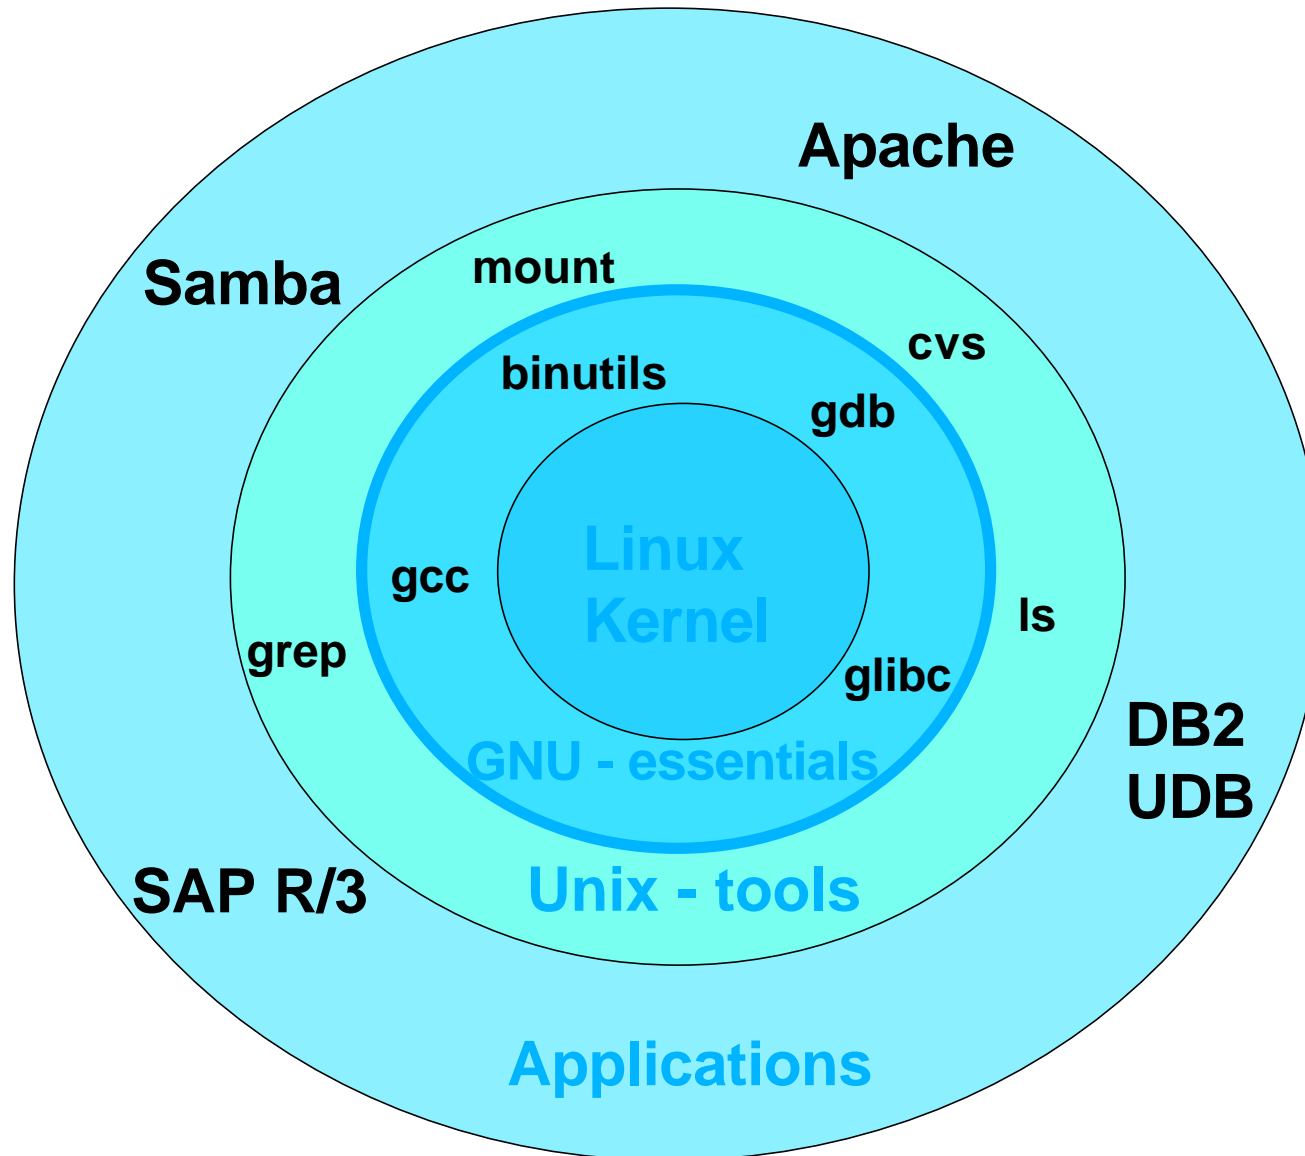 Apache
mount
Samba
cvs
binutils
gdb
Linux
Kernel
gcc
ls
grep
glibc
DB2
UDB
GNU - essentials
SAP R/3
Unix - tools
Applications